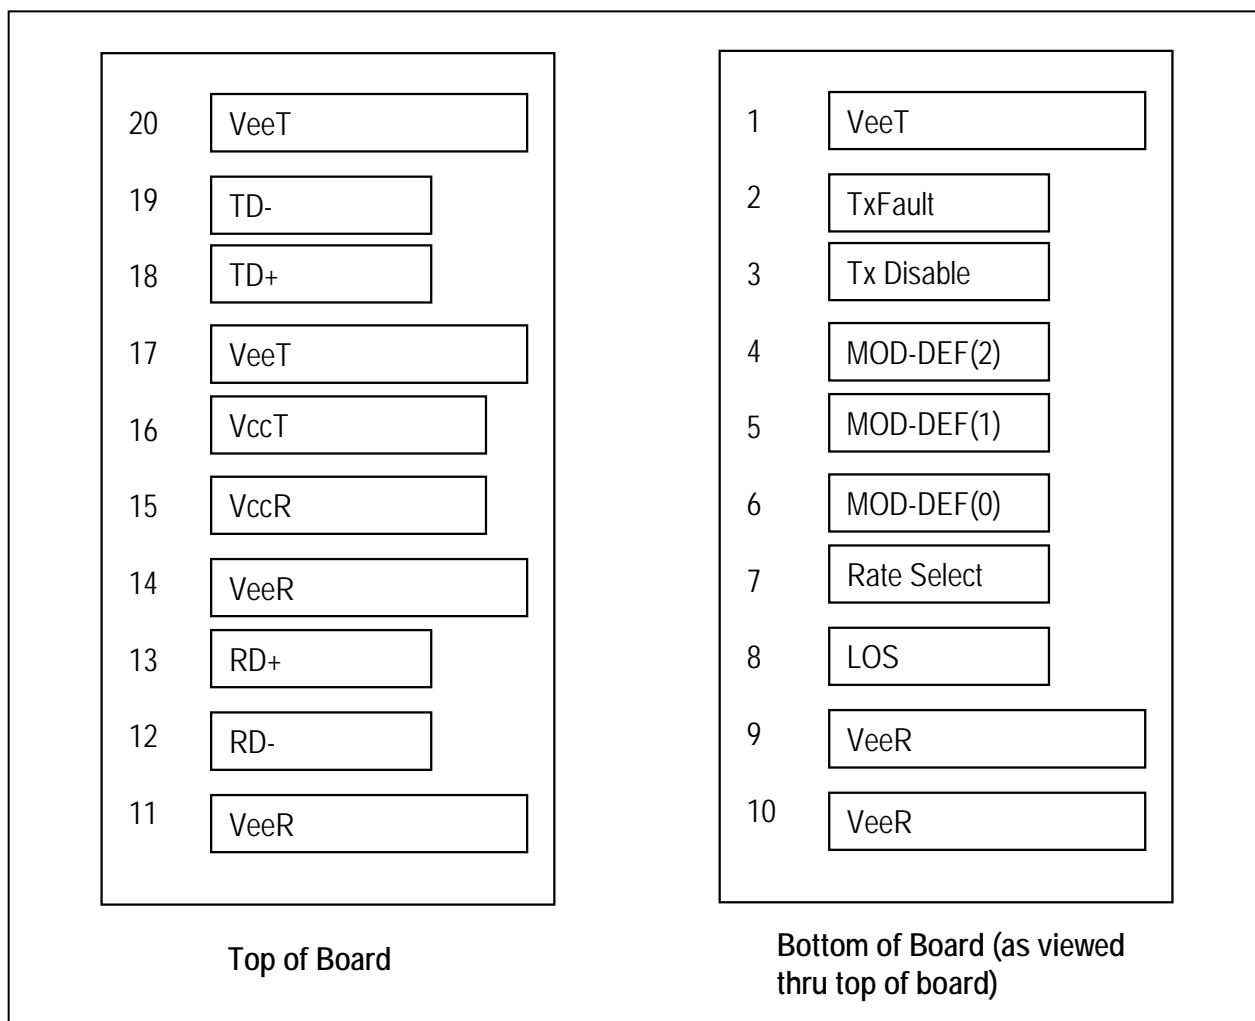 20 VeeT
19 TD-
18 TD+
17 VeeT
16 VccT
15 VccR
14 VeeR
13 RD+
12 RD-
11 VeeR
Top of Board
1 VeeT
2 TxFault
3 Tx Disable
4 MOD-DEF(2)
5 MOD-DEF(1)
6 MOD-DEF(0)
7 Rate Select
8 LOS
9 VeeR
10 VeeR
Bottom of Board (as viewed
thru top of board)